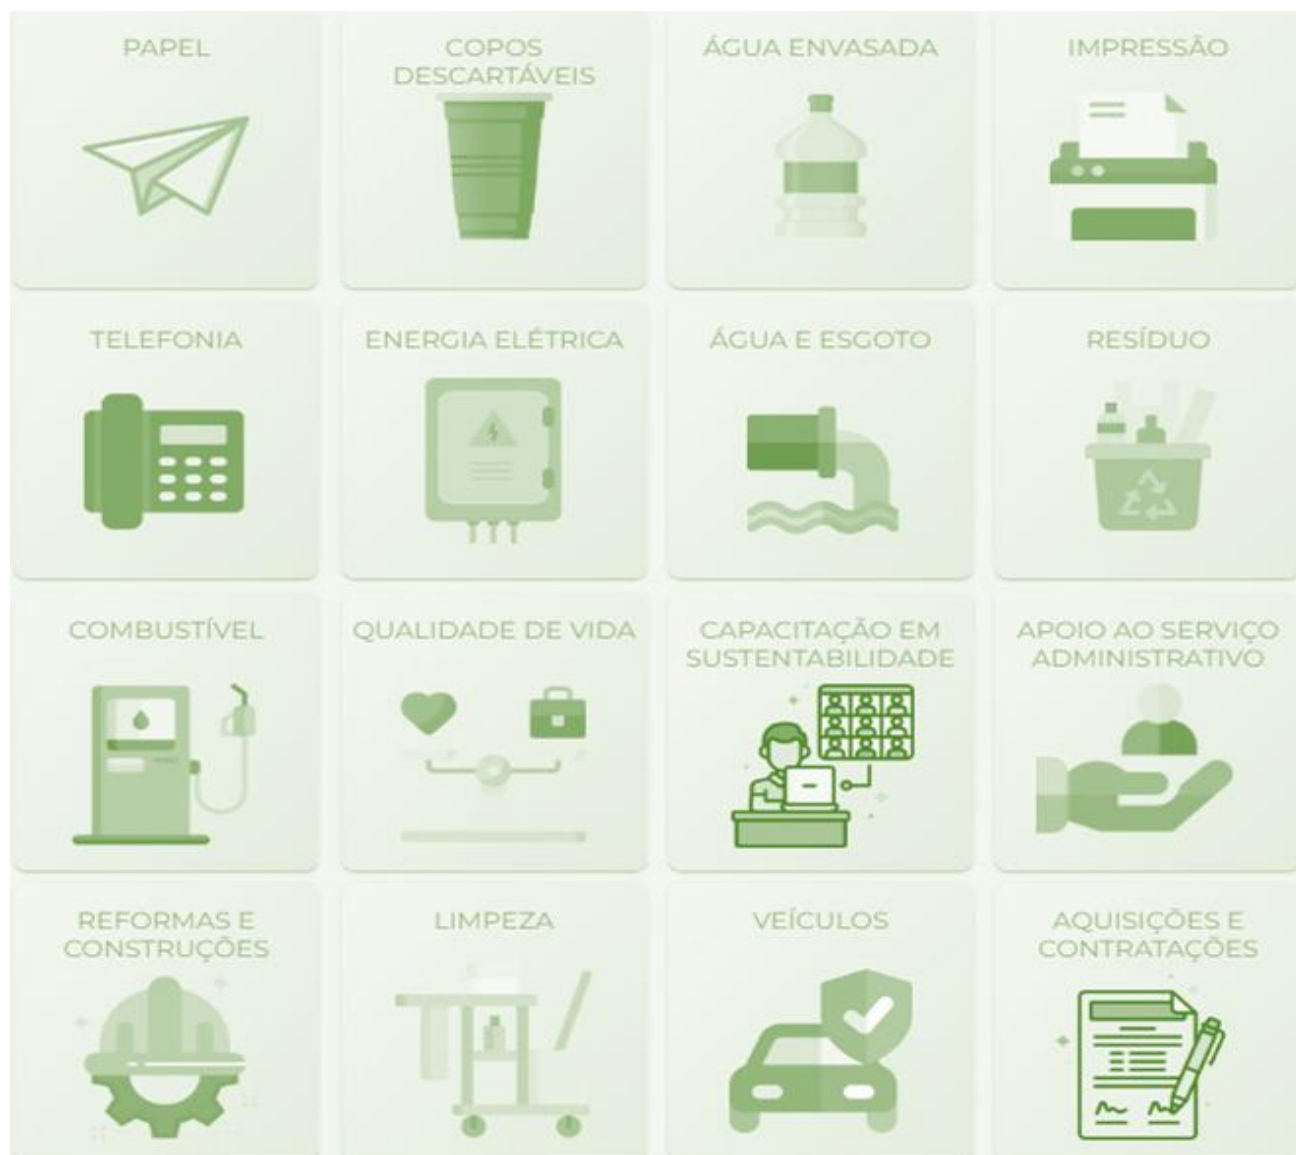 PAPEL
COPOS
DESCARTÁVEIS
ÁGUA ENVASADA
IMPRESSÃO
TELEFONIA
ENERGIA ELÉTRICA
ÁGUA E ESGOTO
RESÍDUO
COMBUSTÍVEL
QUALIDADE DE VIDA
CAPACITAÇÃO EM
SUSTENTABILIDADE
APOIO AO SERVIÇO
ADMINISTRATIVO
REFORMAS E
CONSTRUÇÕES
LIMPEZA
VEÍCULOS
AQUISIÇÕES E
CONTRATAÇÕES